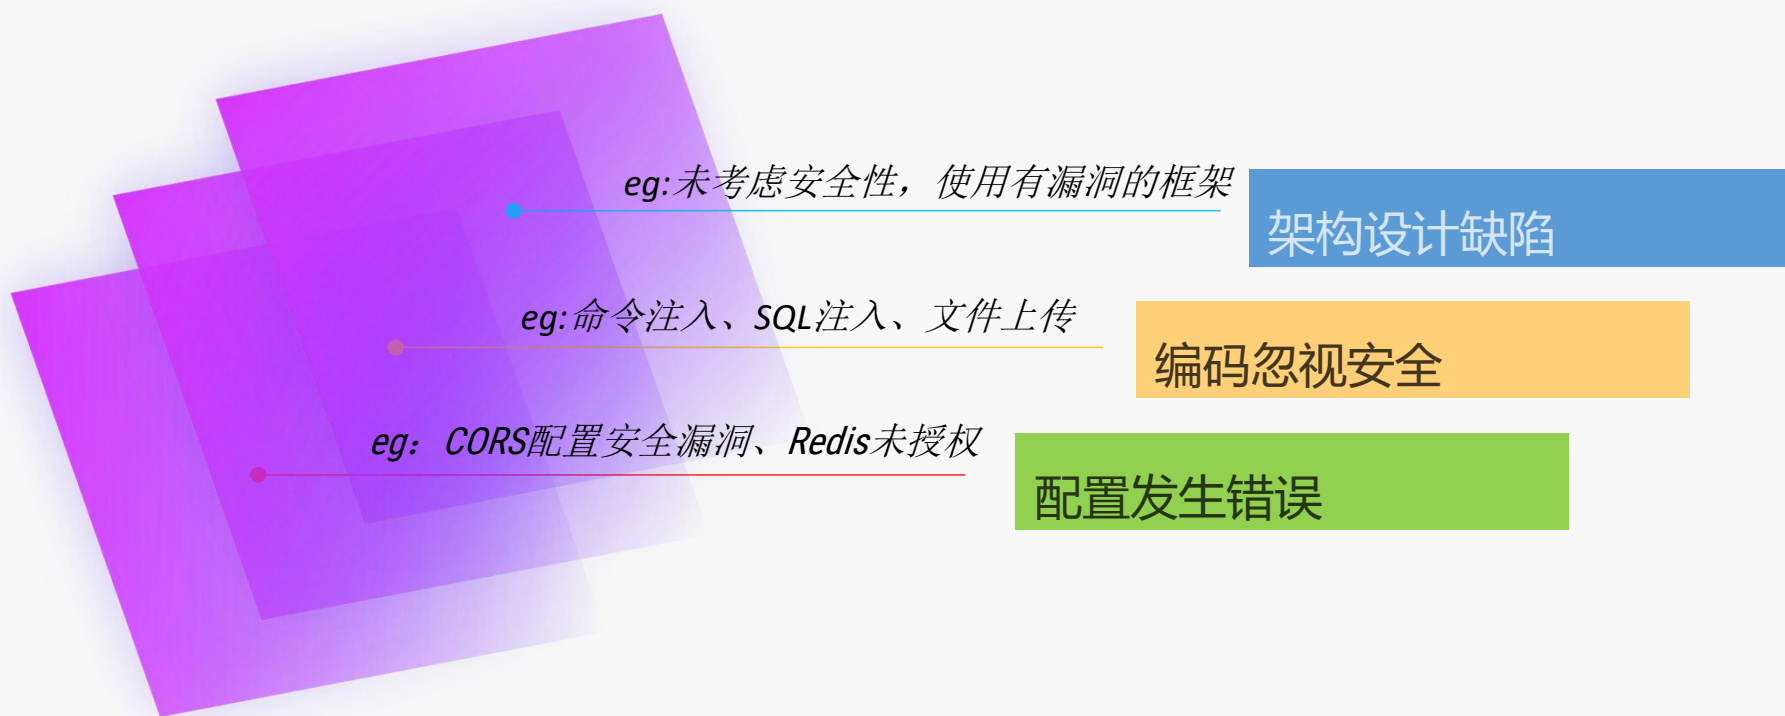 eg:未考虑安全性，使用有漏洞的框架
架构设计缺陷
eg:命令注入、SQL注入、文件上传
编码忽视安全
eg：CORS配置安全漏洞、Redis未授权
配置发生错误